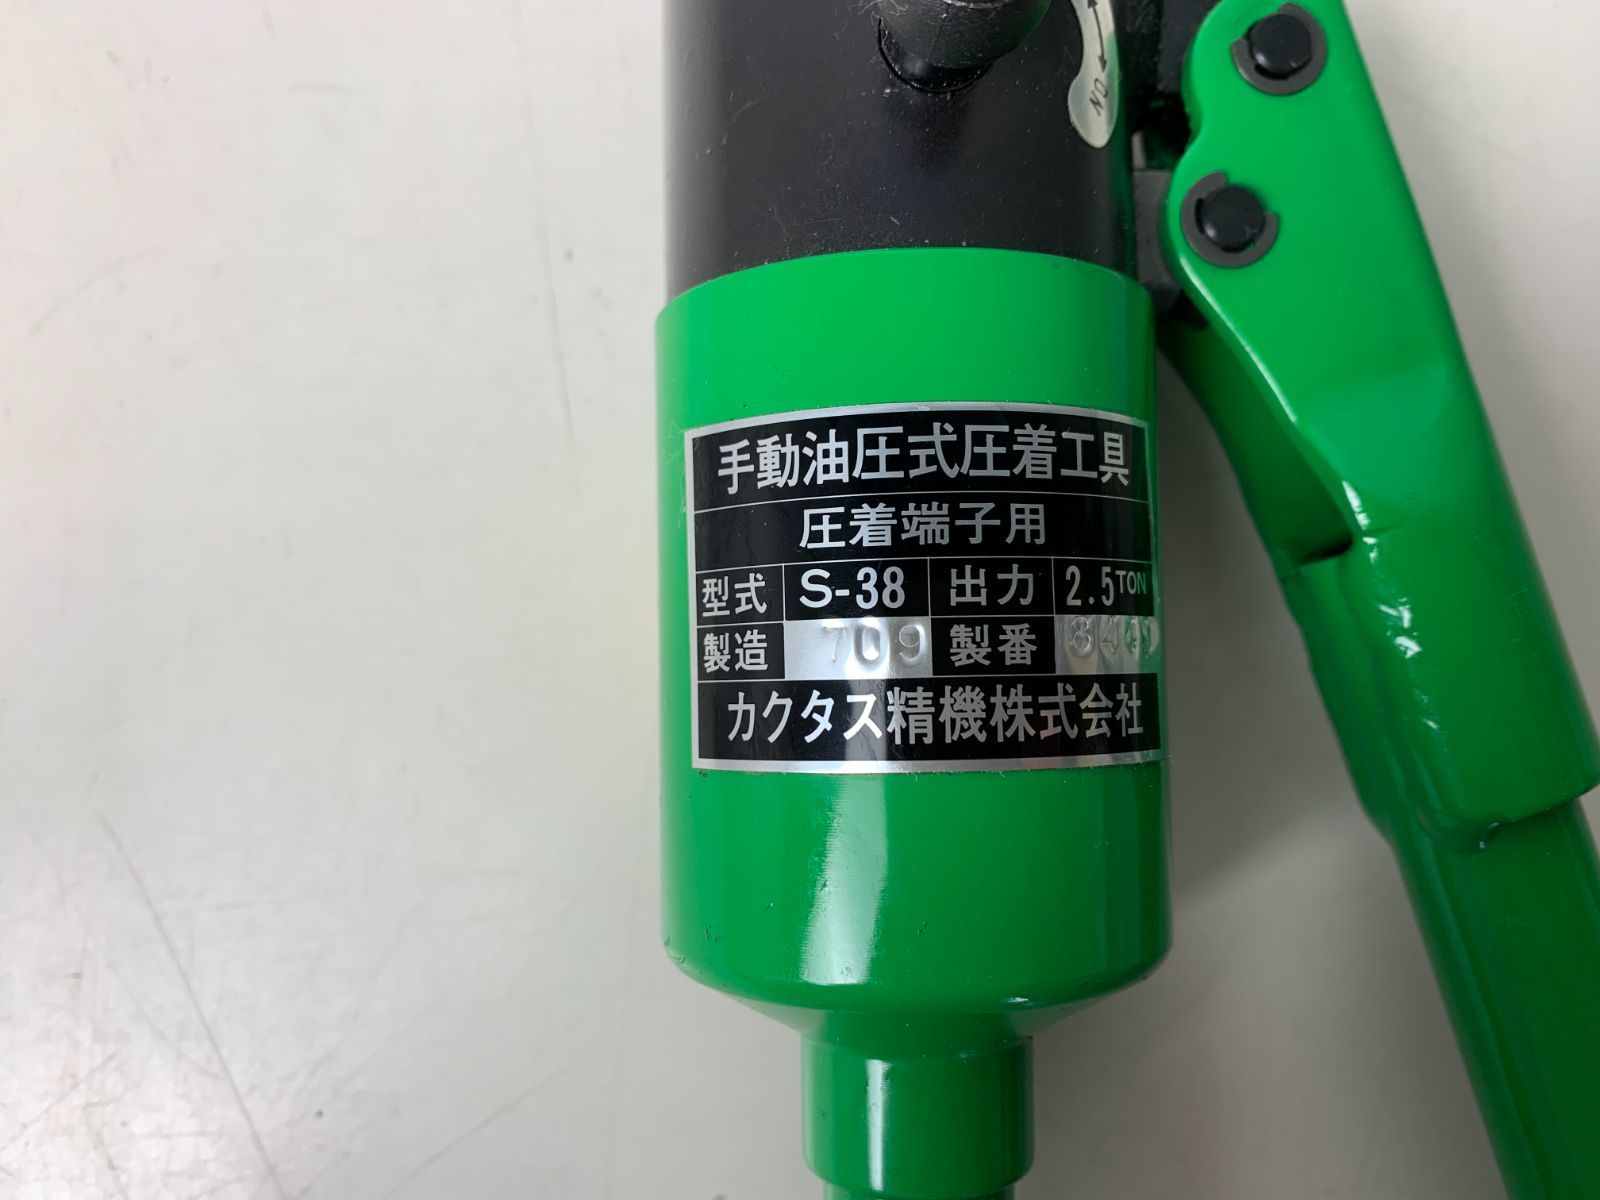 ON
手動油圧式圧着工具
圧着端子用
型式 S-38 出力 2.5TON
製造 709 製番
カクタス精機株式会社